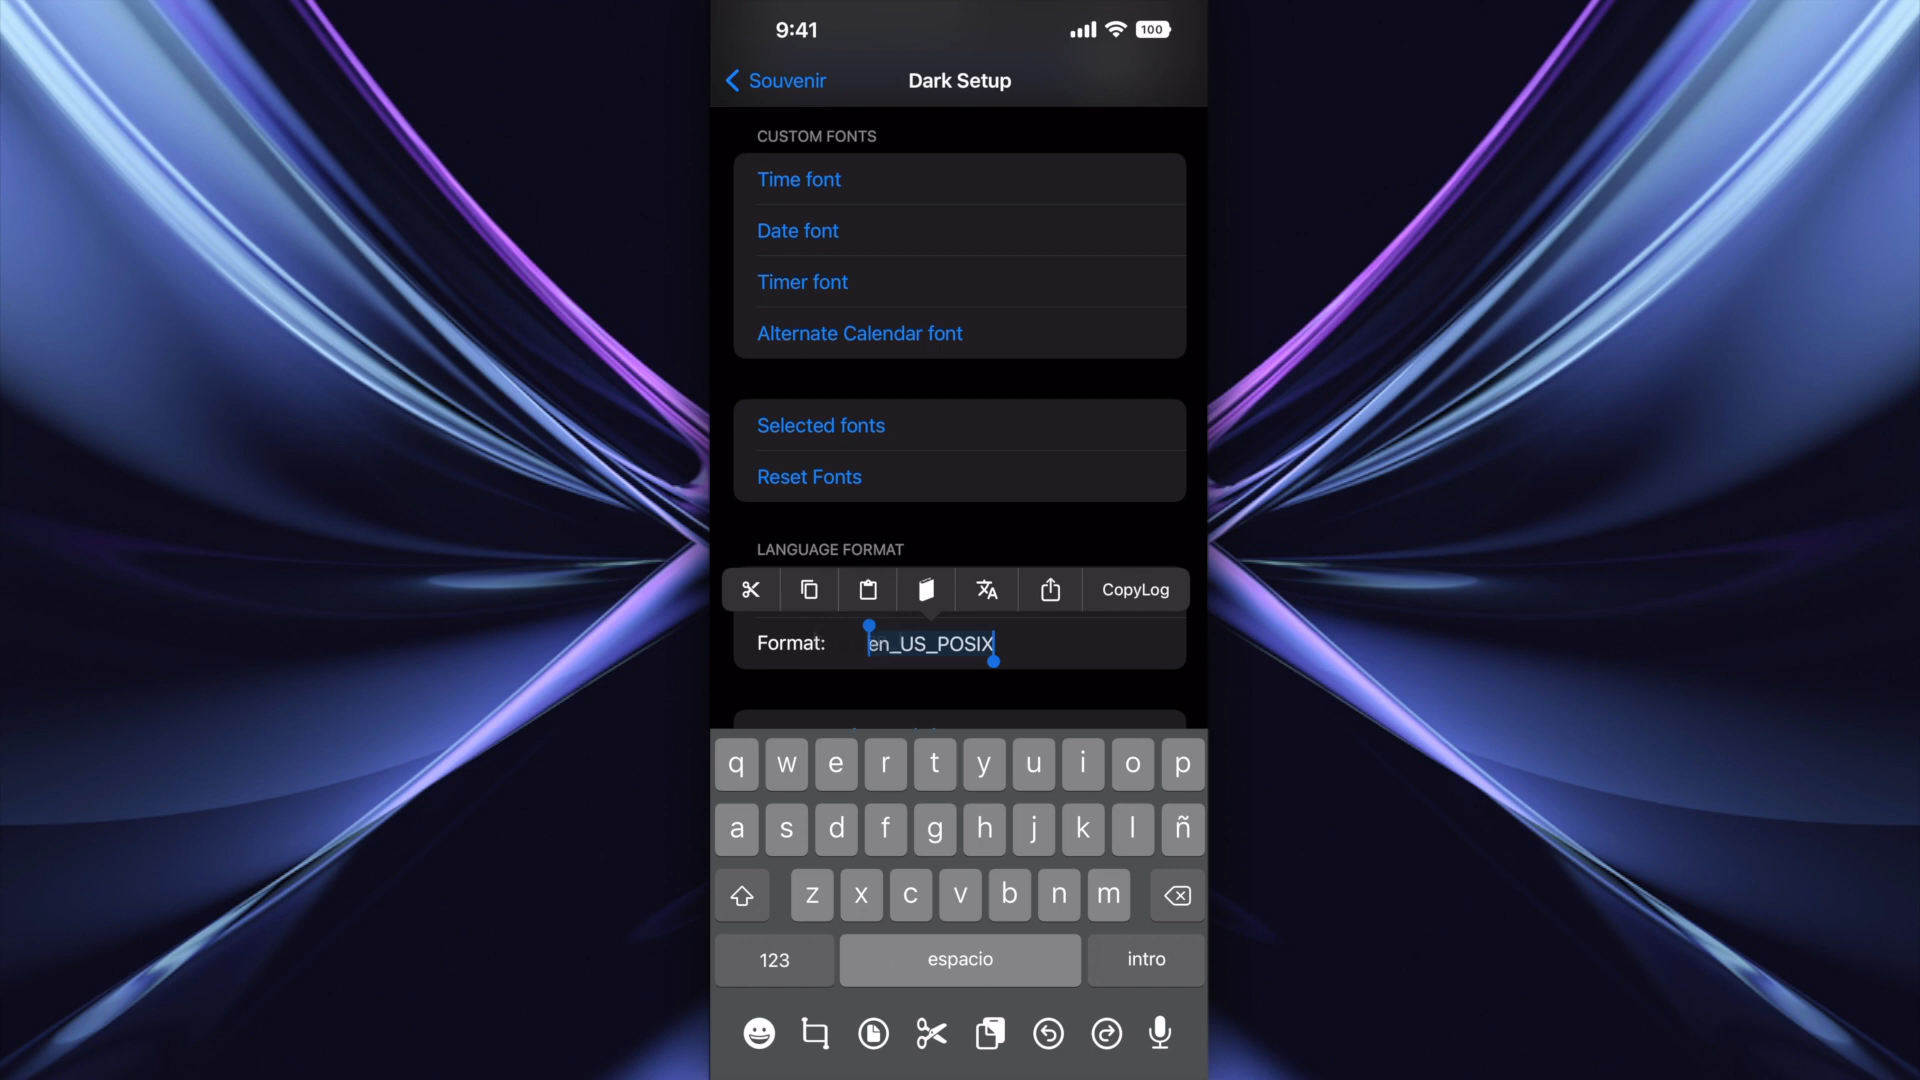 9:41
100
Souvenir
Dark Setup
CUSTOM FONTS
Time font
Date font
Timer font
Alternate Calendar font
Selected fonts
Reset Fonts
LANGUAGE FORMAT
CopyLog
Format: en_US_POSIX
q w e r t y u i o p
a s d f g h j k l ñ
z x c v b n m
123 espacio intro